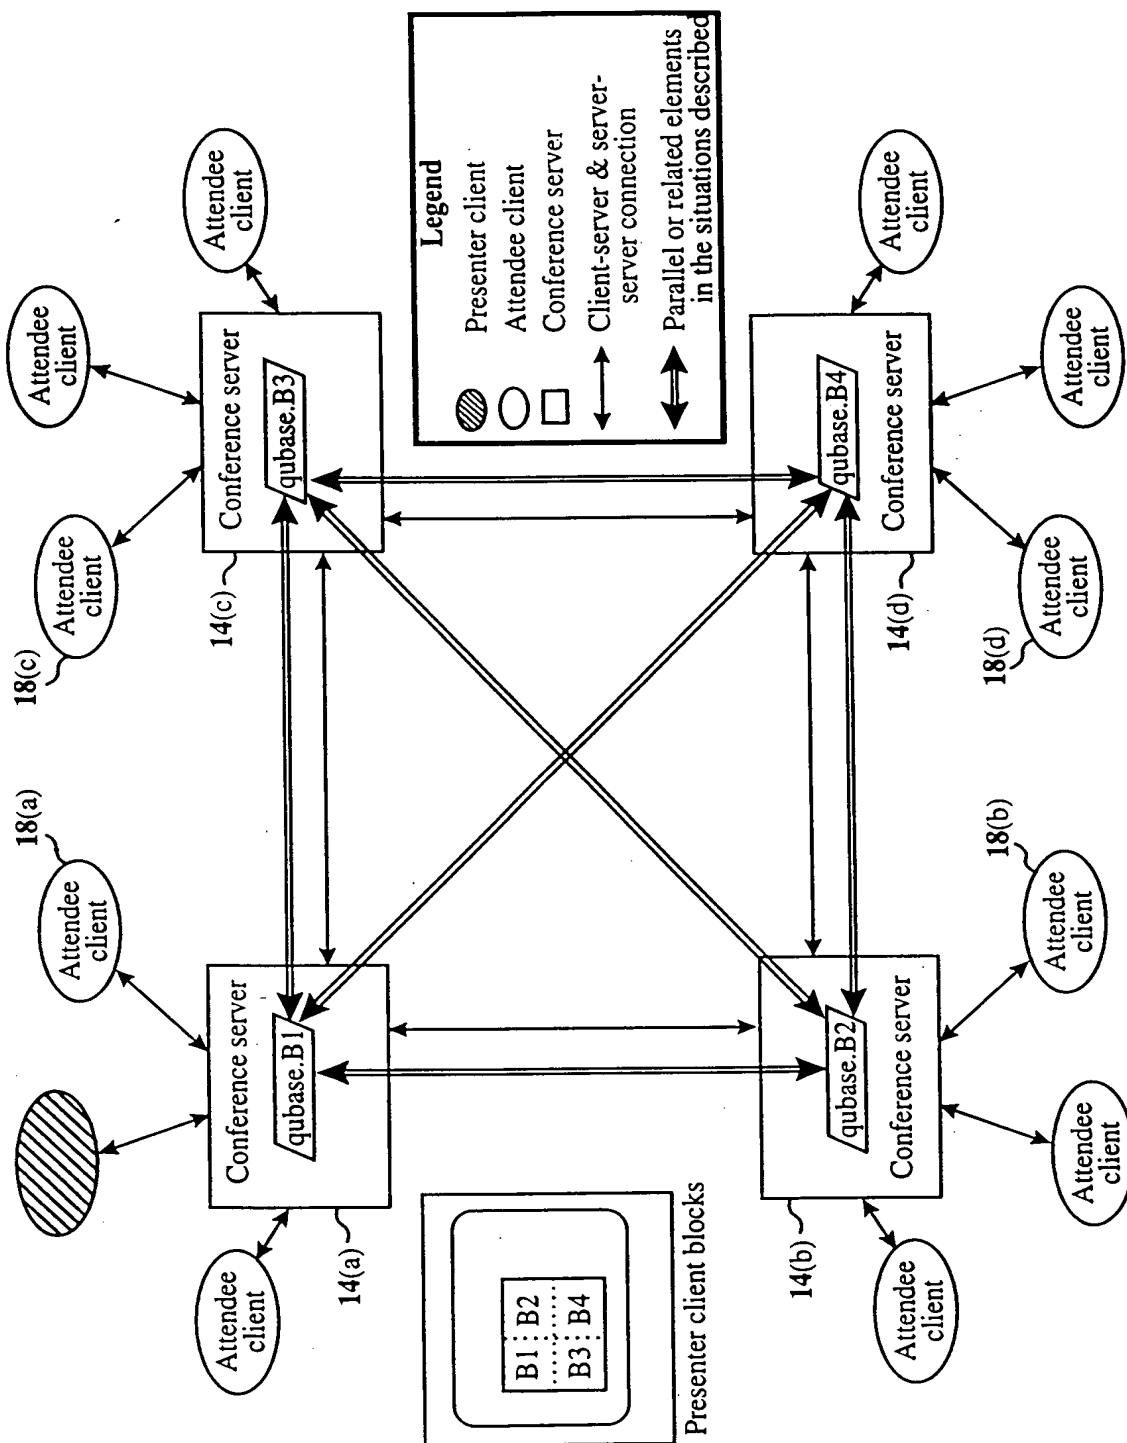 Attendee
client
18(a)
Attendee
client
18(c)
Attendee
client
Attendee
client
Attendee
client
14(a)
Conference server
qubase.B1
14(c)
Conference server
qubase.B3
Attendee
client
Presenter client blocks
B1
B2
B3
B4
Legend
Presenter client
Attendee client
Conference server
Client-server & server-
server connection
Parallel or related elements
in the situations described
Attendee
client
14(b)
qubase.B2
Conference server
14(d)
qubase.B4
Conference server
Attendee
client
Attendee
client
18(b)
Attendee
client
18(d)
Attendee
client
Attendee
client